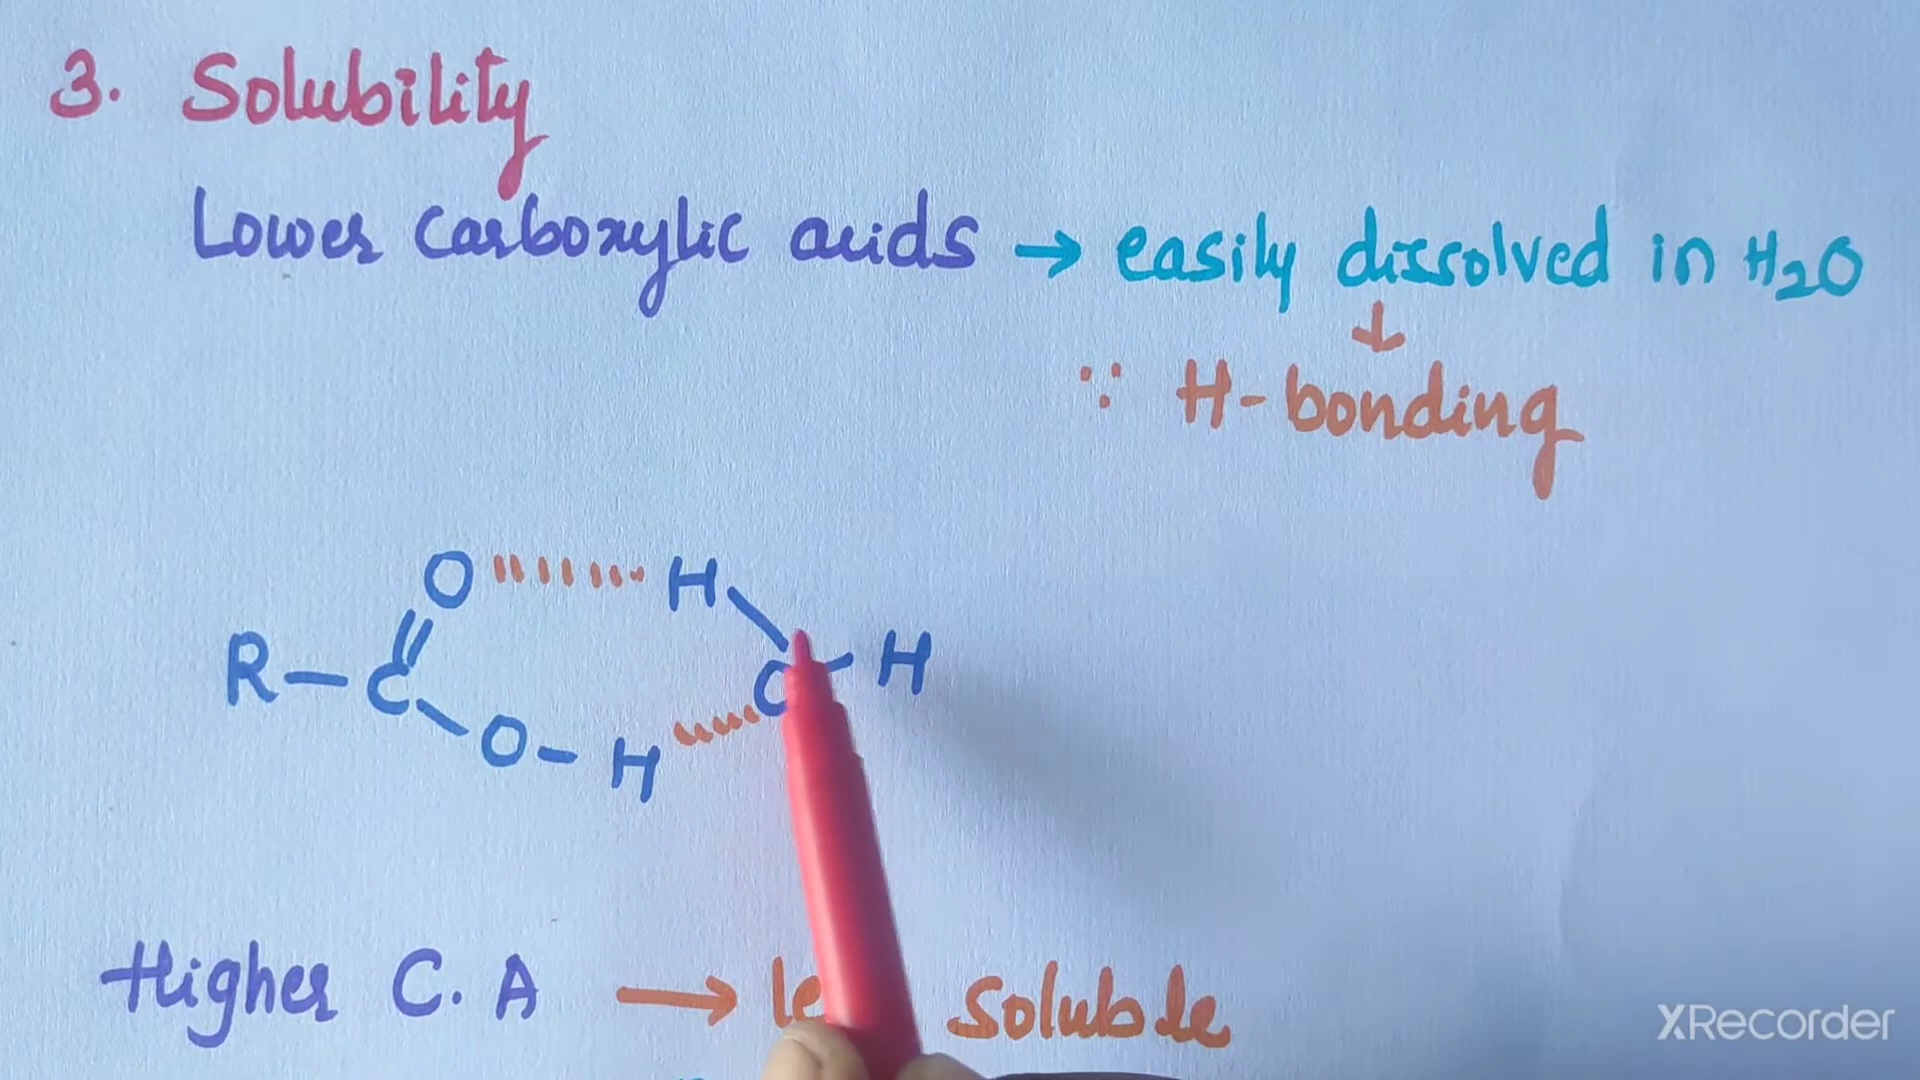 3. Solubility
Lower carboxylic acids → easily dissolved in H₂O
↓
∵ H-bonding
O H
R-C C H
O-H
Higher C.A → soluble
XRecorder